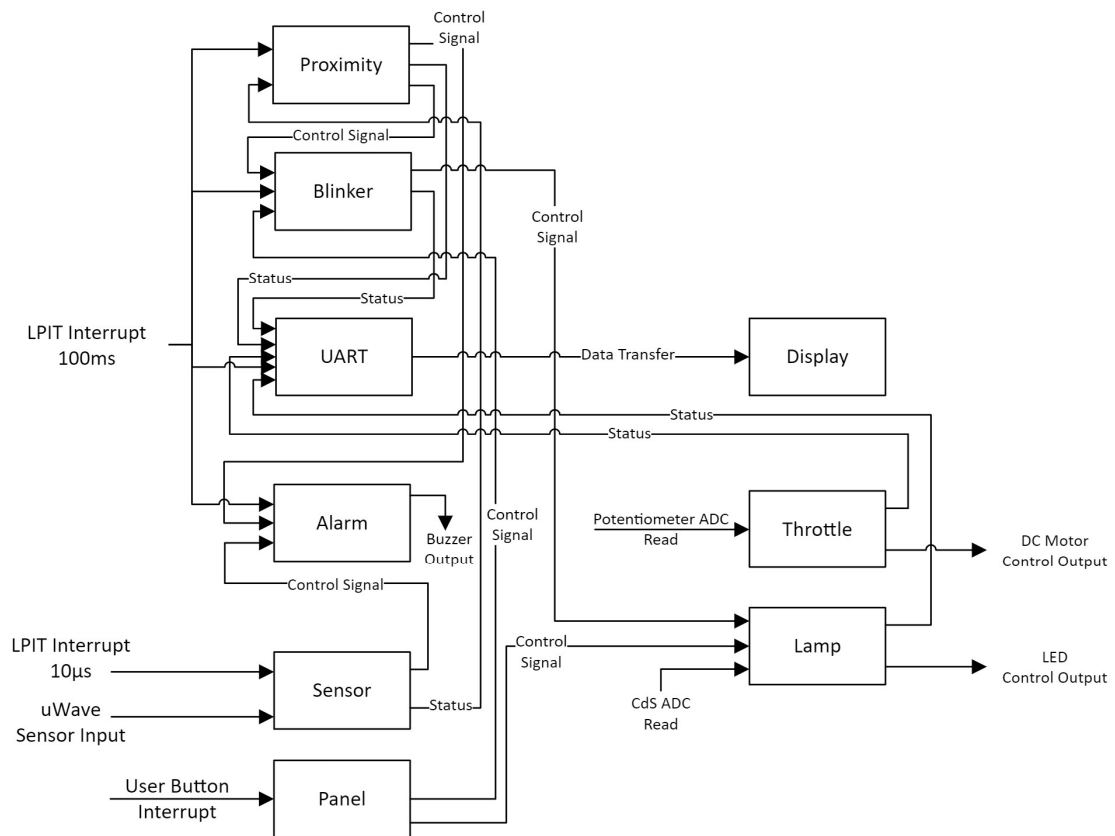 Control
Signal
Proximity
Control Signal
Blinker
Control
Signal
Status
Status
LPIT Interrupt
100ms
UART
Data Transfer
Display
Status
Status
Alarm
Control
Signal
Buzzer
Output
Potentiometer ADC
Read
Throttle
DC Motor
Control Output
Control Signal
LPIT Interrupt
10µs
Sensor
uWave
Sensor Input
Status
Control
Signal
Lamp
CdS ADC
Read
LED
Control Output
User Button
Interrupt
Panel